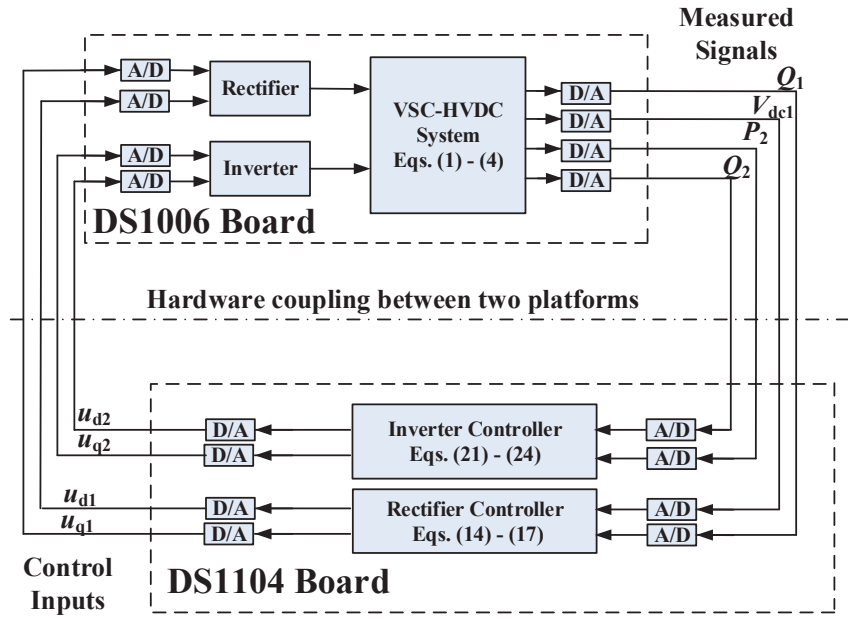 Measured
Signals
A/D
A/D
Rectifier
A/D
A/D
Inverter
VSC-HVDC
System
Eqs. (1) - (4)
D/A
D/A
D/A
D/A
Q1
Vdc1
P2
Q2
DS1006 Board
Hardware coupling between two platforms
ud2
uq2
D/A
D/A
Inverter Controller
Eqs. (21) - (24)
A/D
A/D
ud1
uq1
D/A
D/A
Rectifier Controller
Eqs. (14) - (17)
A/D
A/D
Control
Inputs
DS1104 Board